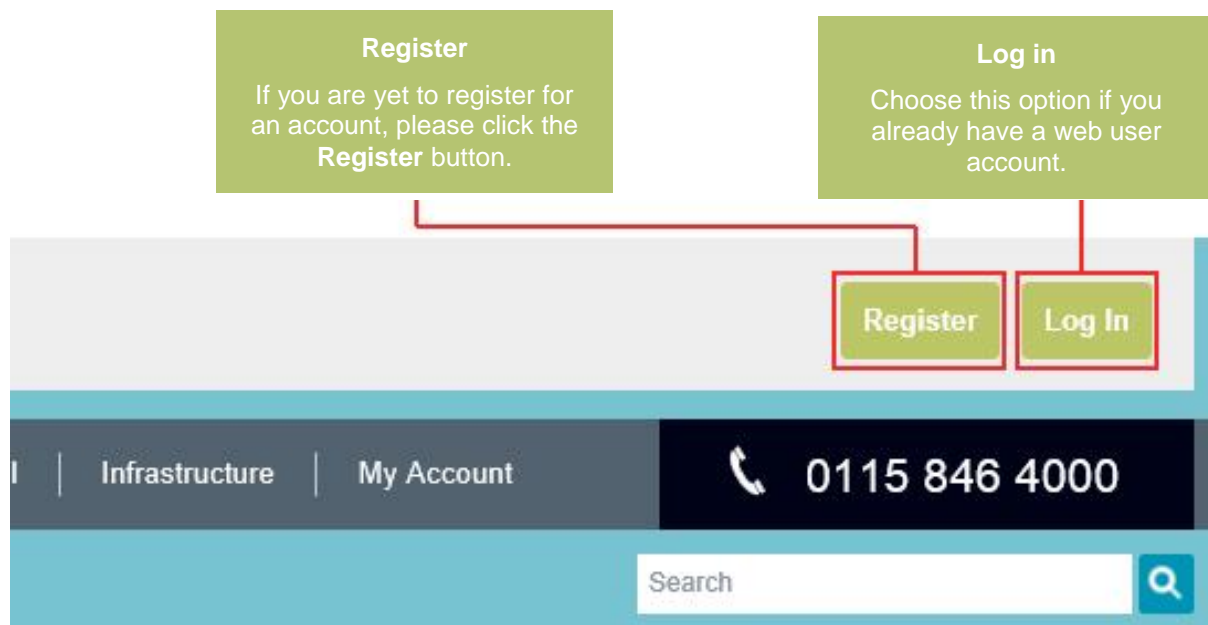 Register
If you are yet to register for
an account, please click the
Register button.
Log in
Choose this option if you
already have a web user
account.
Register
Log In
Infrastructure
My Account
0115 846 4000
Search